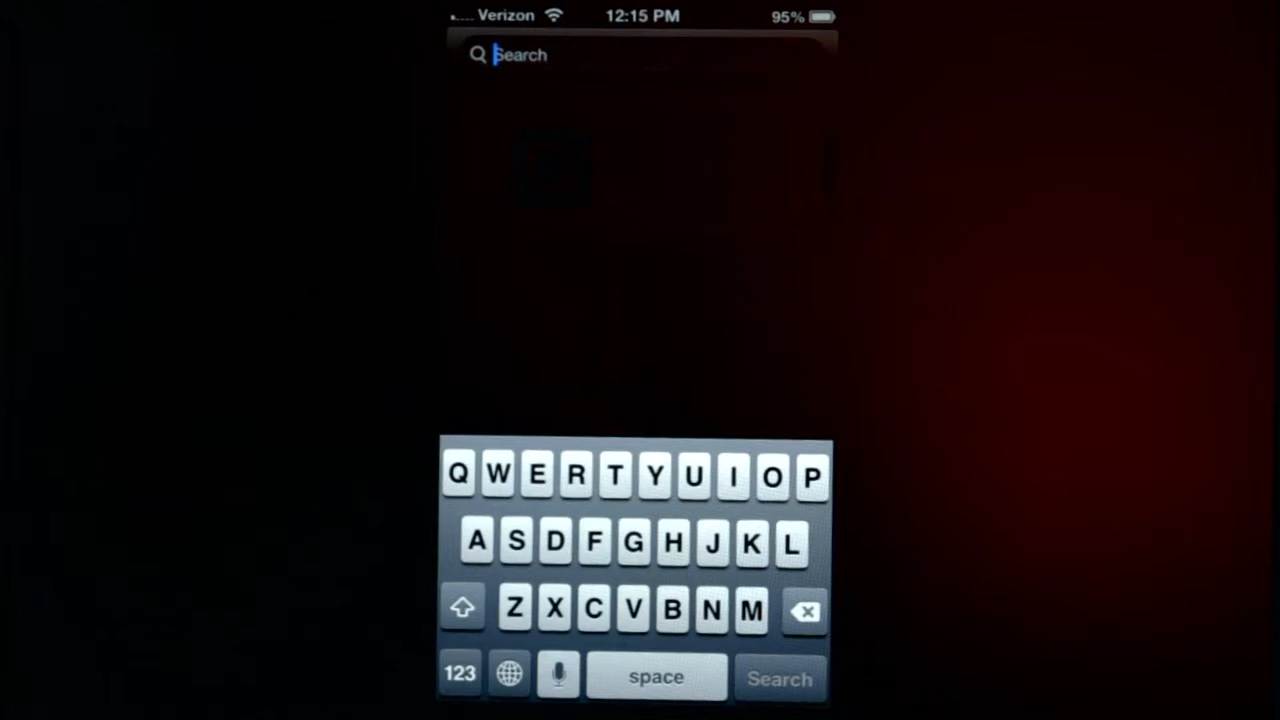 Verizon 12:15 PM 95%
Search
Q W E R T Y U I O P
A S D F G H J K L
Z X C V B N M
123 space Search